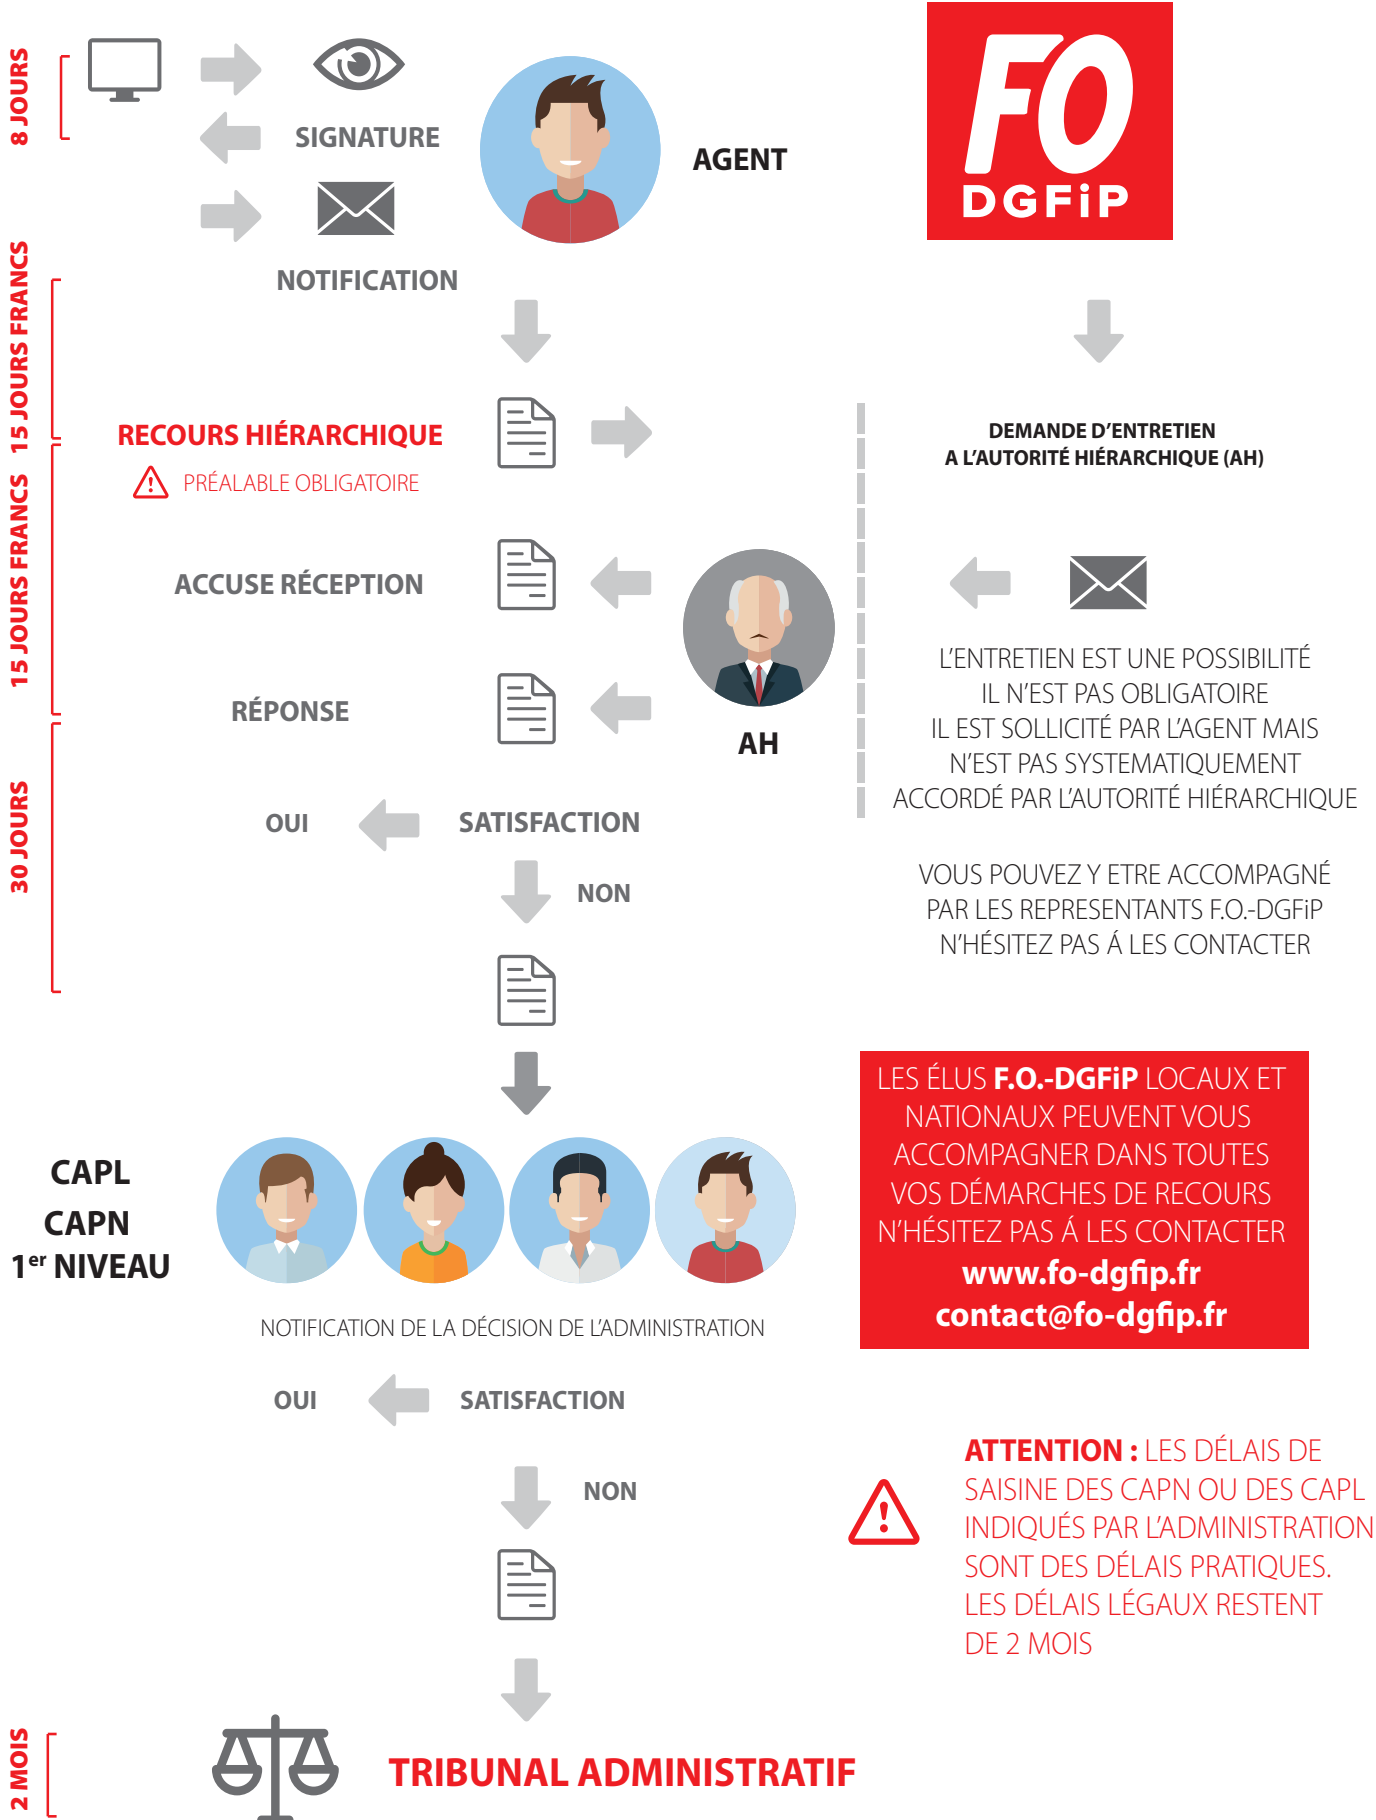 8 JOURS
SIGNATURE
AGENT
FO
DGFiP
NOTIFICATION
15 JOURS FRANCS
RECOURS HIÉRARCHIQUE
PRÉALABLE OBLIGATOIRE
DEMANDE D'ENTRETIEN
A L'AUTORITÉ HIÉRARCHIQUE (AH)
15 JOURS FRANCS
ACCUSE RÉCEPTION
RÉPONSE
AH
L'ENTRETIEN EST UNE POSSIBILITÉ
IL N'EST PAS OBLIGATOIRE
IL EST SOLLICITÉ PAR L'AGENT MAIS
N'EST PAS SYSTEMATIQUEMENT
ACCORDÉ PAR L'AUTORITÉ HIÉRARCHIQUE
30 JOURS
OUI
SATISFACTION
NON
VOUS POUVEZ Y ETRE ACCOMPAGNÉ
PAR LES REPRESENTANTS F.O.-DGFiP
N'HÉSITEZ PAS Á LES CONTACTER
LES ÉLUS F.O.-DGFiP LOCAUX ET
NATIONAUX PEUVENT VOUS
ACCOMPAGNER DANS TOUTES
VOS DÉMARCHES DE RECOURS
N'HÉSITEZ PAS Á LES CONTACTER
www.fo-dgfip.fr
contact@fo-dgfip.fr
CAPL
CAPN
1er NIVEAU
NOTIFICATION DE LA DÉCISION DE L'ADMINISTRATION
OUI
SATISFACTION
NON
ATTENTION : LES DÉLAIS DE
SAISINE DES CAPN OU DES CAPL
INDIQUÉS PAR L'ADMINISTRATION
SONT DES DÉLAIS PRATIQUES.
LES DÉLAIS LÉGAUX RESTENT
DE 2 MOIS
2 MOIS
TRIBUNAL ADMINISTRATIF